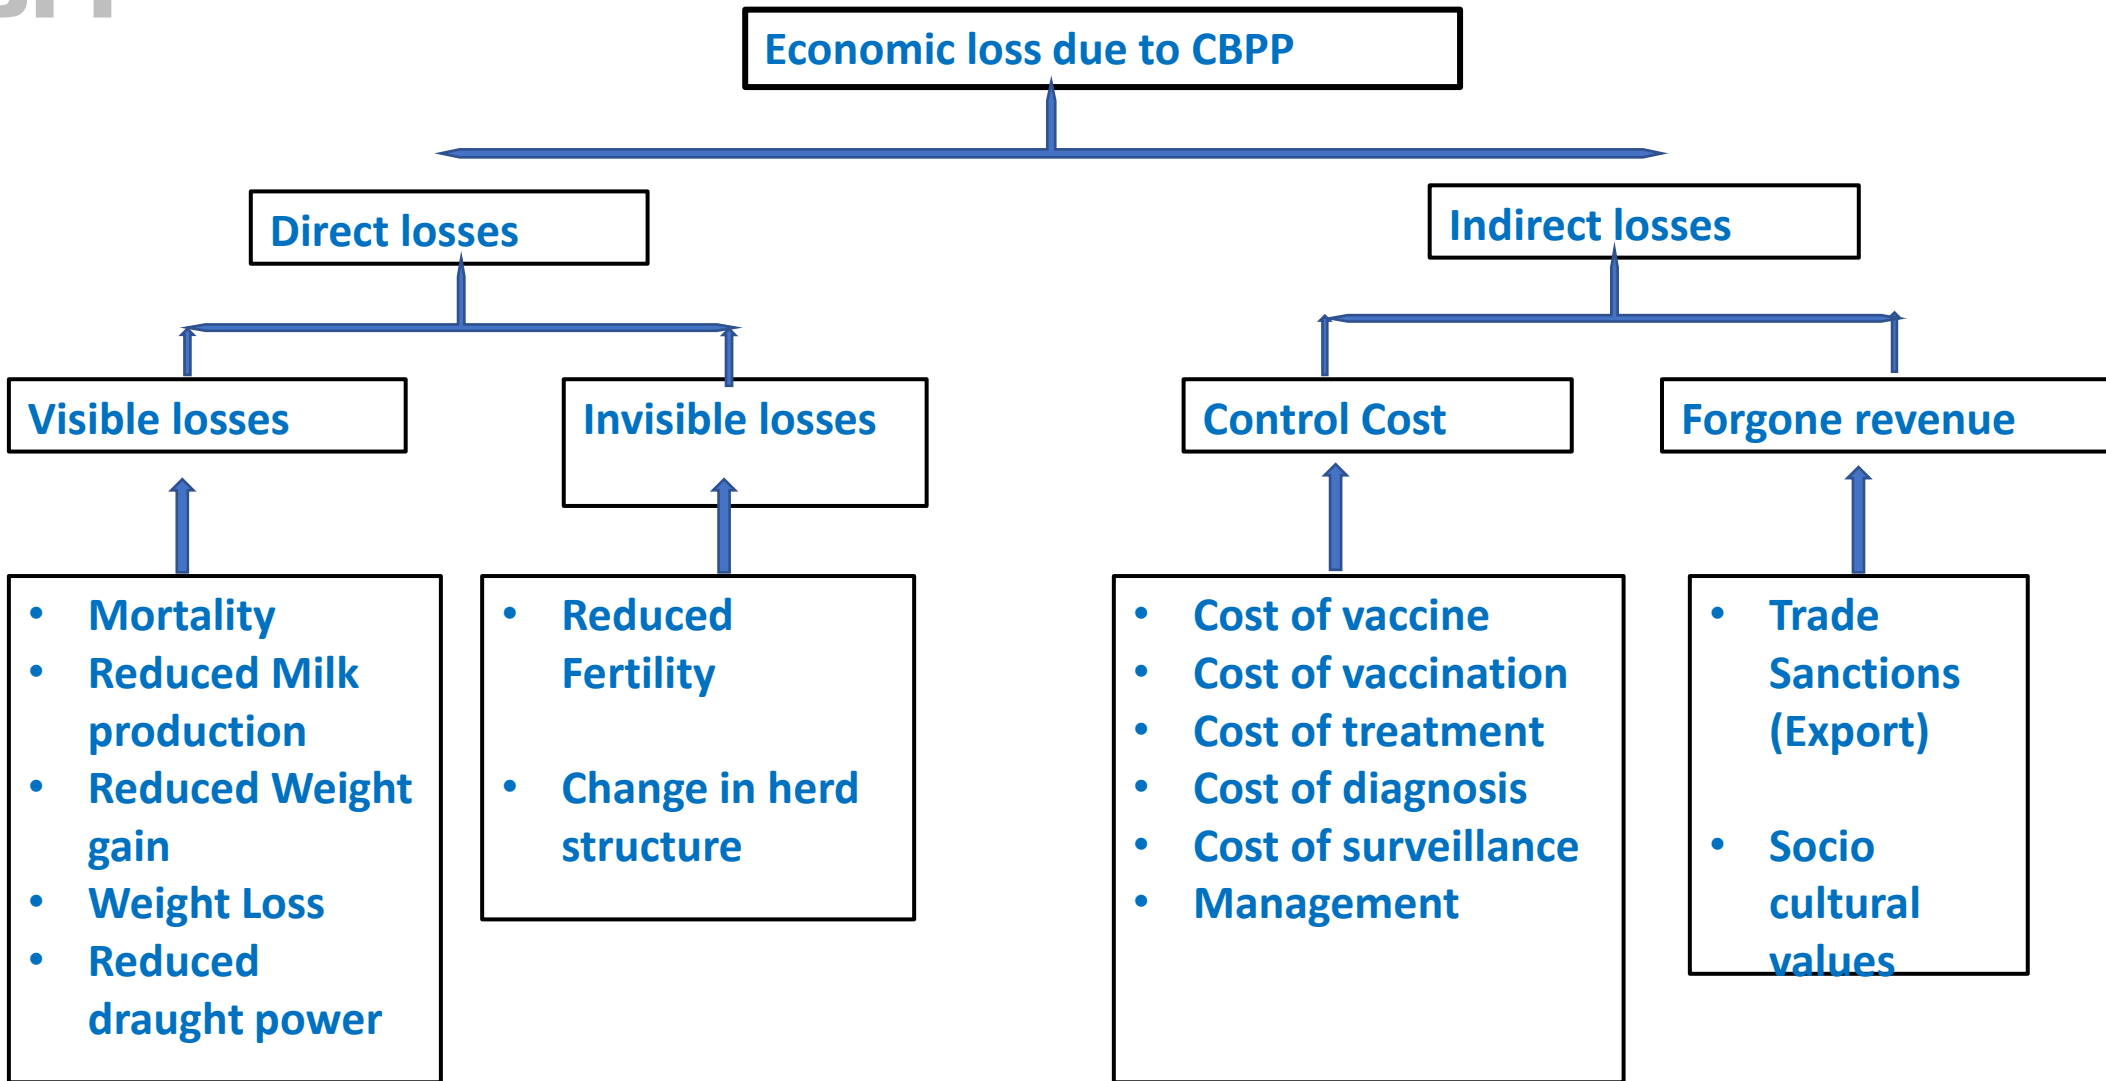 Economic loss due to CBPP
Direct losses
Indirect losses
Visible losses
Invisible losses
Control Cost
Forgone revenue
• Mortality
• Reduced Milk
production
• Reduced Weight
gain
• Weight Loss
• Reduced
draught power
• Reduced
Fertility
• Change in herd
structure
• Cost of vaccine
• Cost of vaccination
• Cost of treatment
• Cost of diagnosis
• Cost of surveillance
• Management
• Trade
Sanctions
(Export)
• Socio
cultural
values